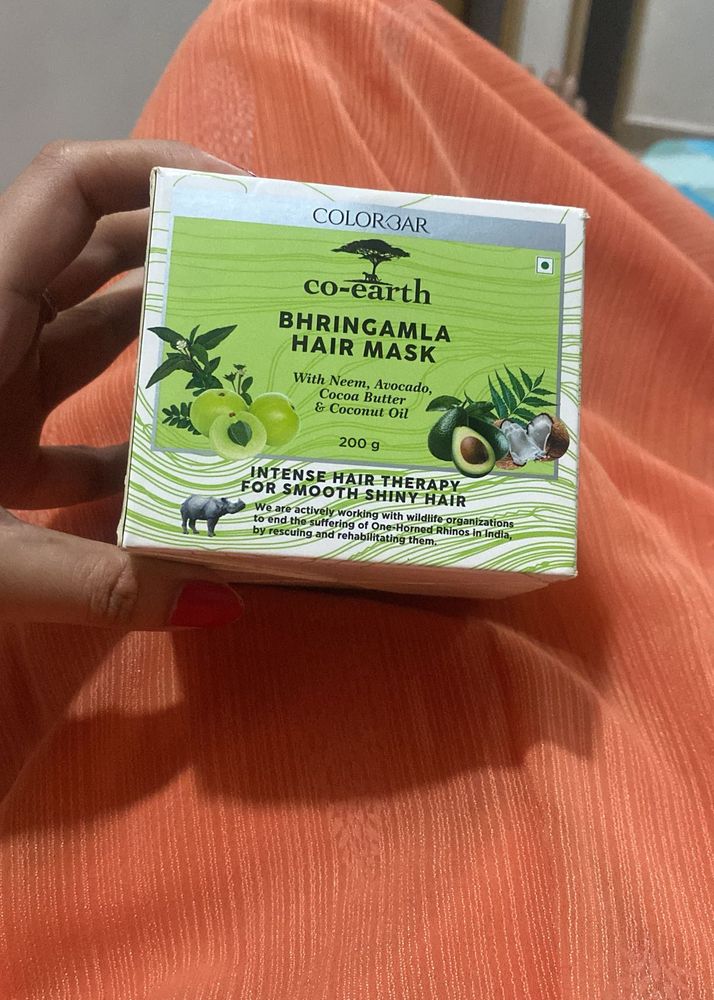 COLORBAR
co-earth
BHRINGAMLA
HAIR MASK
With Neem, Avocado,
Cocoa Butter
& Coconut Oil
200 g
INTENSE HAIR THERAPY
FOR SMOOTH SHINY HAIR
We are actively working with wildlife organizations
to end the suffering of One-Horned Rhinos in India,
by rescuing and rehabilitating them.